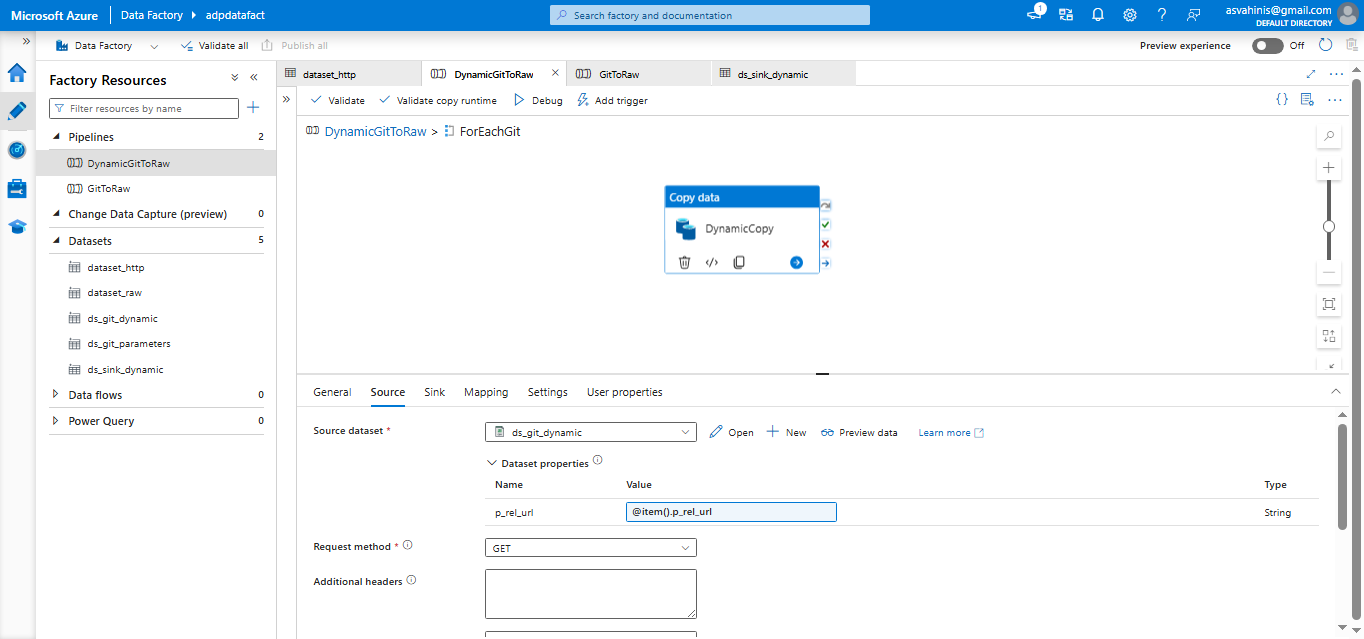 Microsoft Azure Data Factory adpdatafact Search factory and documentation 1 asvahinis@gmail.com
DEFAULT DIRECTORY
Data Factory Validate all Publish all Preview experience Off
Factory Resources
Filter resources by name
Pipelines 2
DynamicGitToRaw
GitToRaw
Change Data Capture (preview) 0
Datasets 5
dataset_http
dataset_raw
ds_git_dynamic
ds_git_parameters
ds_sink_dynamic
Data flows 0
Power Query 0
dataset_http DynamicGitToRaw GitToRaw ds_sink_dynamic
Validate Validate copy runtime Debug Add trigger
DynamicGitToRaw > ForEachGit
Copy data
DynamicCopy
General Source Sink Mapping Settings User properties
Source dataset * ds_git_dynamic Open New Preview data Learn more
Dataset properties
Name Value Type
p_rel_url @item().p_rel_url String
Request method * GET
Additional headers